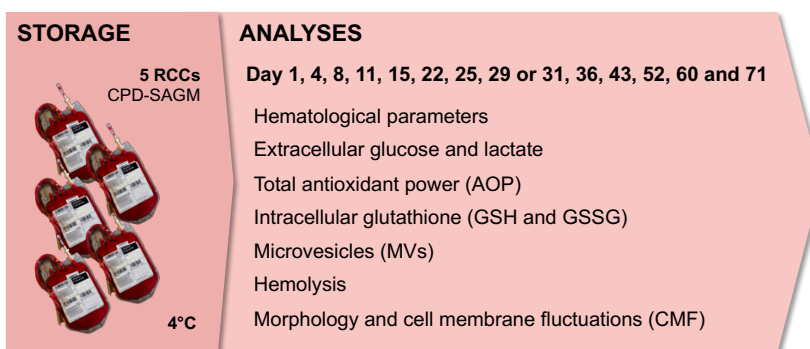 STORAGE
5 RCCs
CPD-SAGM
4°C
ANALYSES
Day 1, 4, 8, 11, 15, 22, 25, 29 or 31, 36, 43, 52, 60 and 71
Hematological parameters
Extracellular glucose and lactate
Total antioxidant power (AOP)
Intracellular glutathione (GSH and GSSG)
Microvesicles (MVs)
Hemolysis
Morphology and cell membrane fluctuations (CMF)